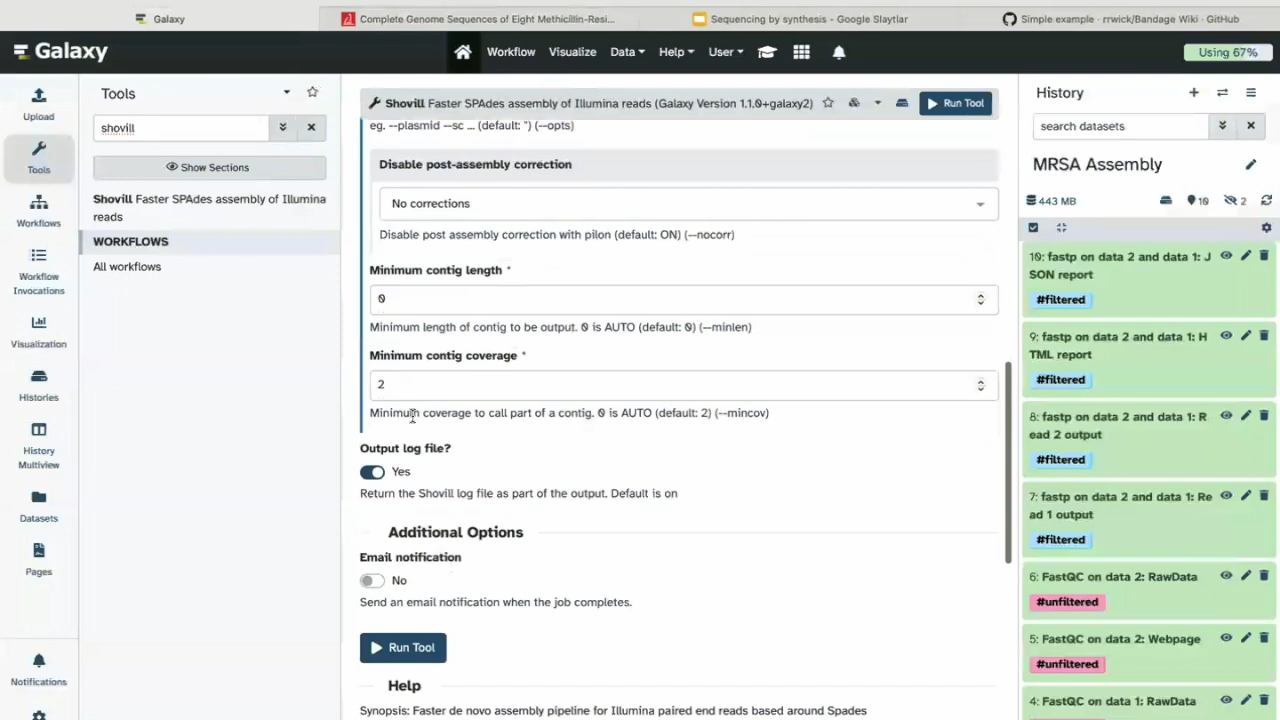 Galaxy
Complete Genome Sequences of Eight Methicillin-Resi...
Sequencing by synthesis - Google Slaytlar
Simple example · rrwick/Bandage Wiki · GitHub
Galaxy
Workflow
Visualize
Data
Help
User
Using 67%
Upload
Tools
Workflows
Workflow
Invocations
Visualization
Histories
History
Multiview
Datasets
Pages
Notifications
Tools
shovill
Show Sections
Shovill Faster SPAdes assembly of Illumina
reads
WORKFLOWS
All workflows
Shovill Faster SPAdes assembly of Illumina reads (Galaxy Version 1.1.0+galaxy2)
Run Tool
eg. --plasmid --sc ... (default: '') (--opts)
Disable post-assembly correction
No corrections
Disable post assembly correction with pilon (default: ON) (--nocorr)
Minimum contig length *
0
Minimum length of contig to be output. 0 is AUTO (default: 0) (--minlen)
Minimum contig coverage *
2
Minimum coverage to call part of a contig. 0 is AUTO (default: 2) (--mincov)
Output log file?
Yes
Return the Shovill log file as part of the output. Default is on
Additional Options
Email notification
No
Send an email notification when the job completes.
Run Tool
Help
Synopsis: Faster de novo assembly pipeline for Illumina paired end reads based around Spades
History
search datasets
MRSA Assembly
443 MB
10
2
10: fastp on data 2 and data 1: J
SON report
#filtered
9: fastp on data 2 and data 1: H
TML report
#filtered
8: fastp on data 2 and data 1: R
ead 2 output
#filtered
7: fastp on data 2 and data 1: Re
ad 1 output
#filtered
6: FastQC on data 2: RawData
#unfiltered
5: FastQC on data 2: Webpage
#unfiltered
4: FastQC on data 1: RawData